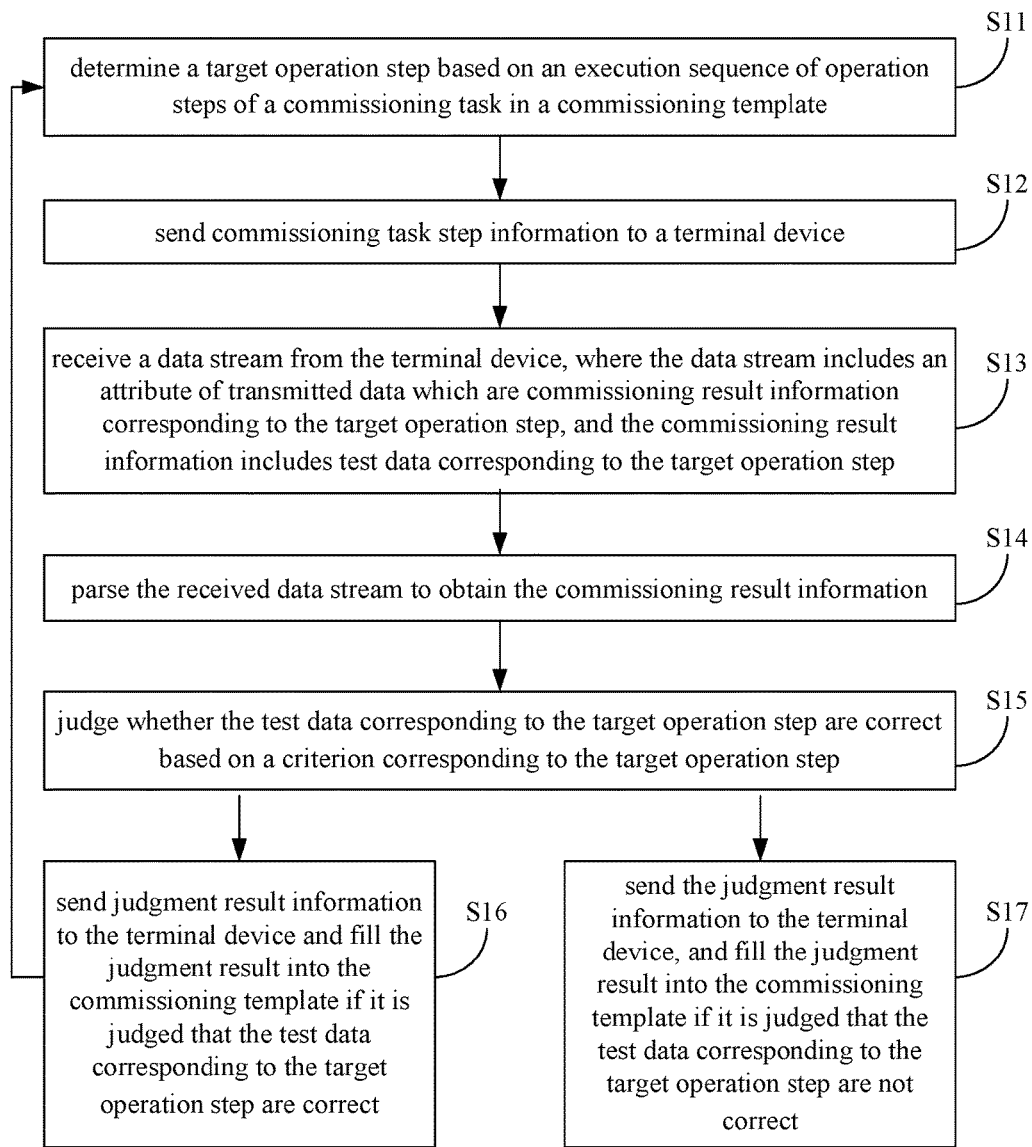 S11
determine a target operation step based on an execution sequence of operation
steps of a commissioning task in a commissioning template
S12
send commissioning task step information to a terminal device
receive a data stream from the terminal device, where the data stream includes an
attribute of transmitted data which are commissioning result information
corresponding to the target operation step, and the commissioning result
information includes test data corresponding to the target operation step
S13
S14
parse the received data stream to obtain the commissioning result information
S15
judge whether the test data corresponding to the target operation step are correct
based on a criterion corresponding to the target operation step
send judgment result information
to the terminal device and fill the
judgment result into the
commissioning template if it is
judged that the test data
corresponding to the target
operation step are correct
S16
send the judgment result
information to the terminal
device, and fill the judgment
result into the commissioning
template if it is judged that the
test data corresponding to the
target operation step are not
correct
S17